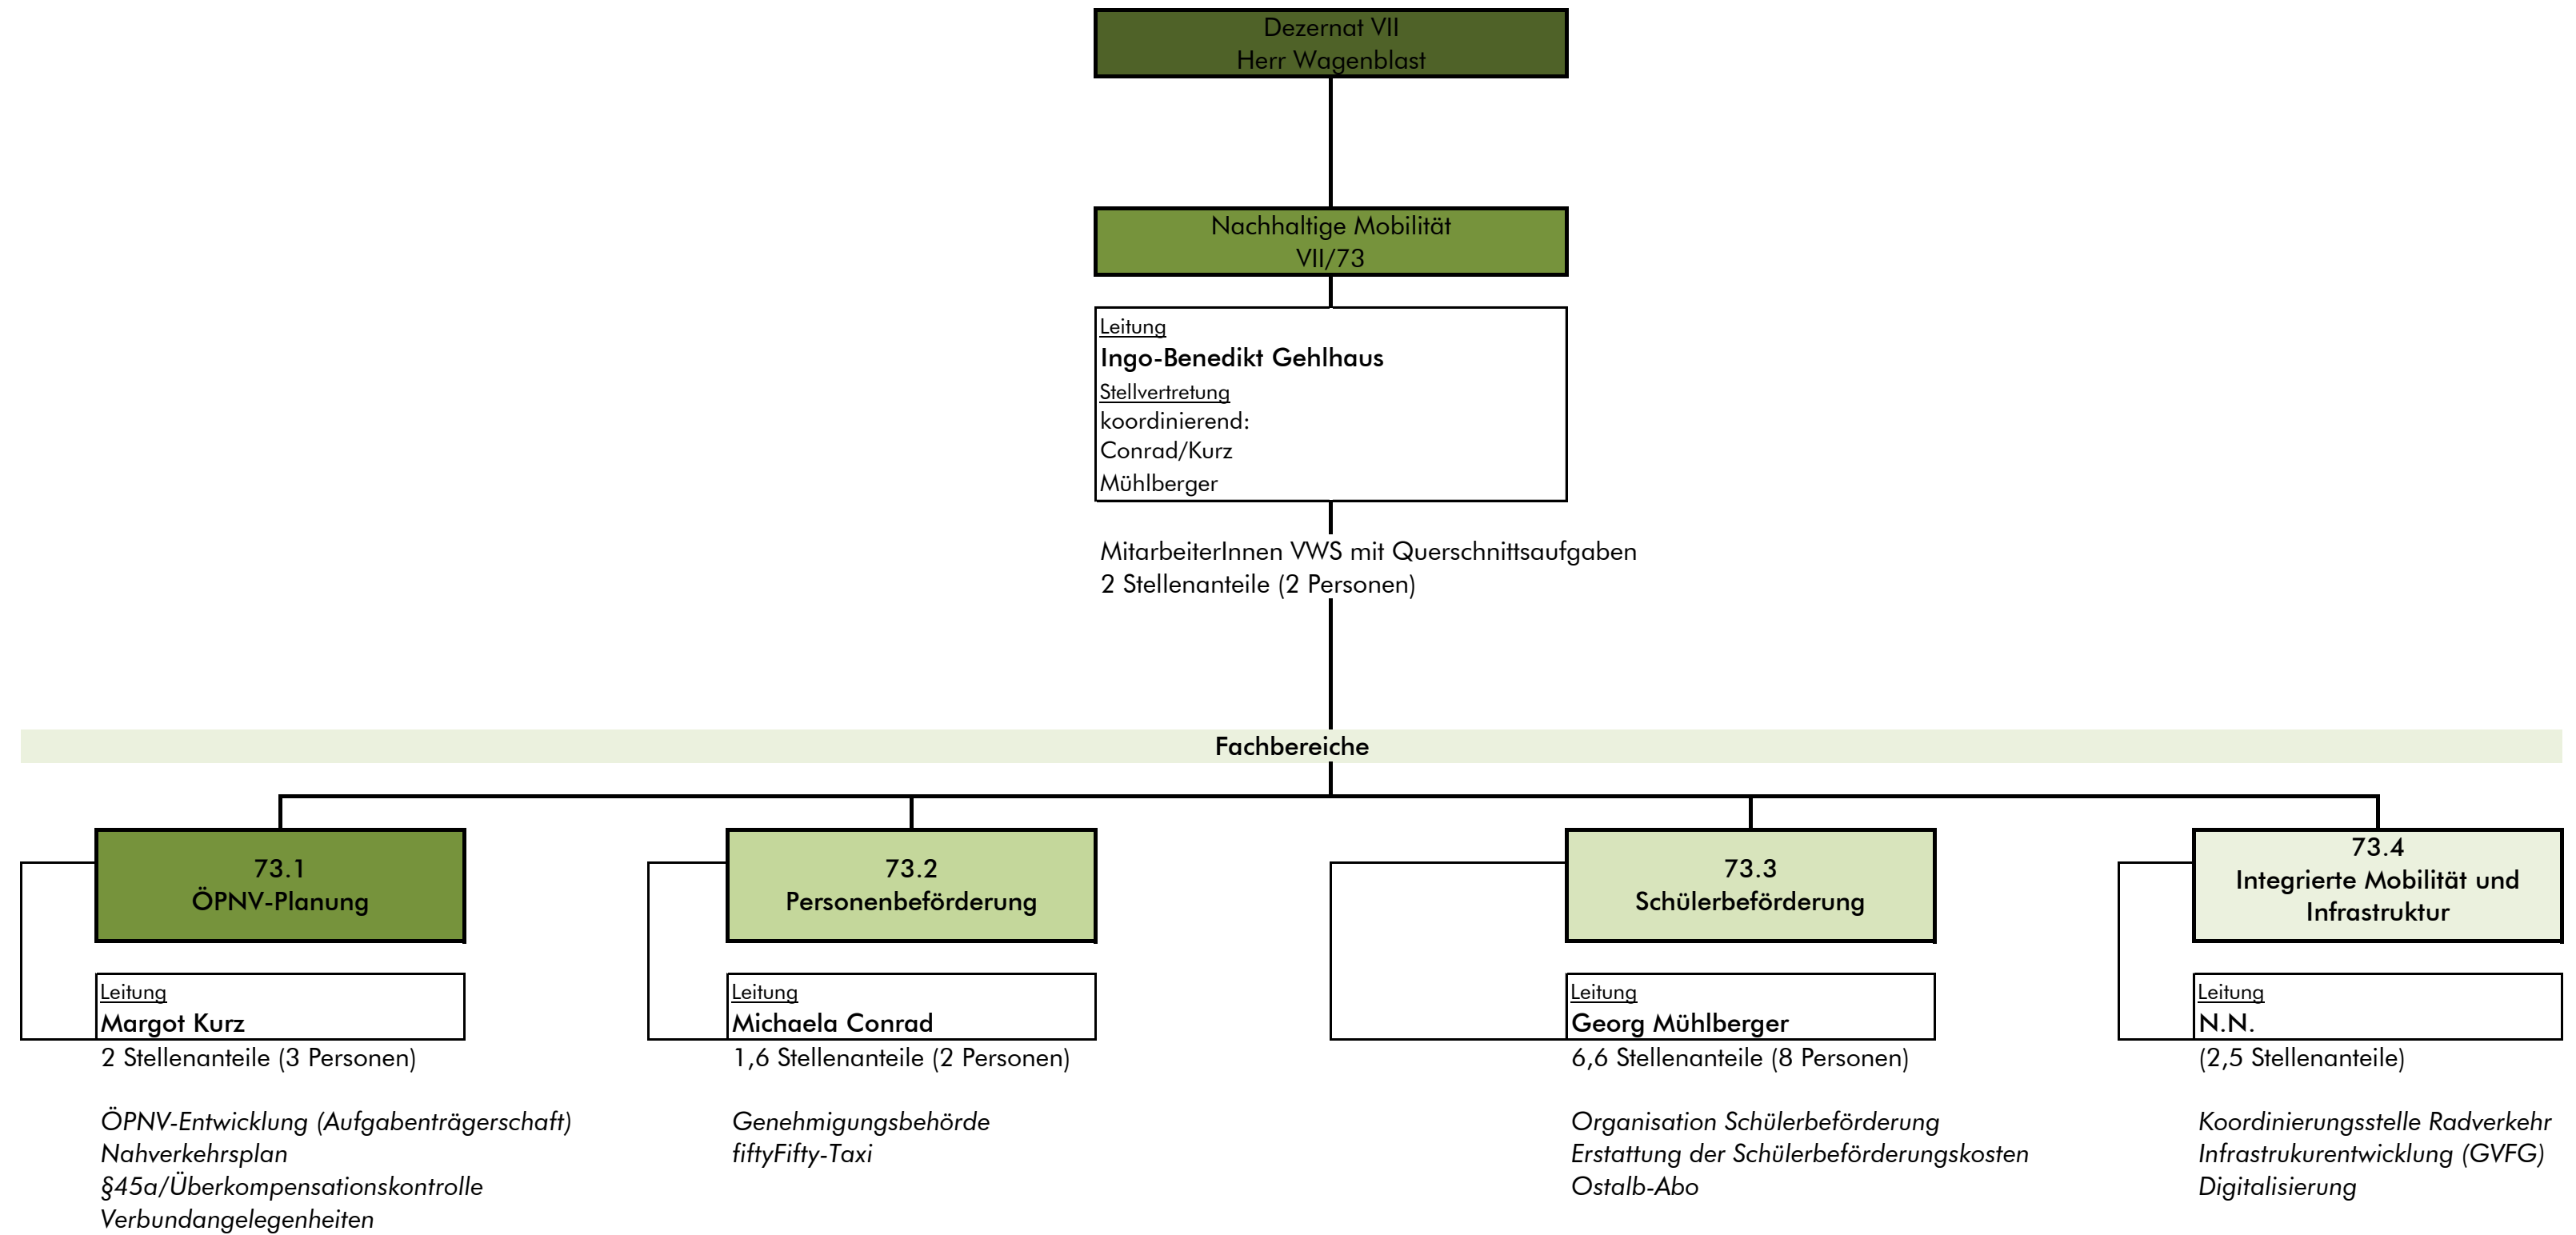 Dezernat VII
Herr Wagenblast
Nachhaltige Mobilität
VII/73
Leitung
Ingo-Benedikt Gehlhaus
Stellvertretung
koordinierend:
Conrad/Kurz
Mühlberger
MitarbeiterInnen VWS mit Querschnittsaufgaben
2 Stellenanteile (2 Personen)
Fachbereiche
73.1
ÖPNV-Planung
Leitung
Margot Kurz
2 Stellenanteile (3 Personen)
ÖPNV-Entwicklung (Aufgabenträgerschaft)
Nahverkehrsplan
§45a/Überkompensationskontrolle
Verbundangelegenheiten
73.2
Personenbeförderung
Leitung
Michaela Conrad
1,6 Stellenanteile (2 Personen)
Genehmigungsbehörde
fiftyFifty-Taxi
73.3
Schülerbeförderung
Leitung
Georg Mühlberger
6,6 Stellenanteile (8 Personen)
Organisation Schülerbeförderung
Erstattung der Schülerbeförderungskosten
Ostalb-Abo
73.4
Integrierte Mobilität und
Infrastruktur
Leitung
N.N.
(2,5 Stellenanteile)
Koordinierungsstelle Radverkehr
Infrastrukurentwicklung (GVFG)
Digitalisierung